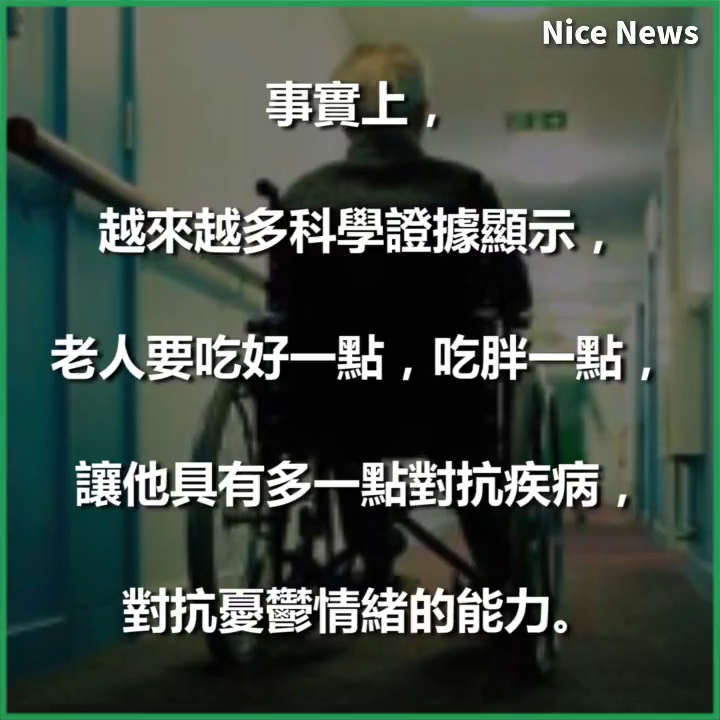 Nice News
事實上，
越來越多科學證據顯示，
老人要吃好一點，吃胖一點，
讓他具有多一點對抗疾病，
對抗憂鬱情緒的能力。